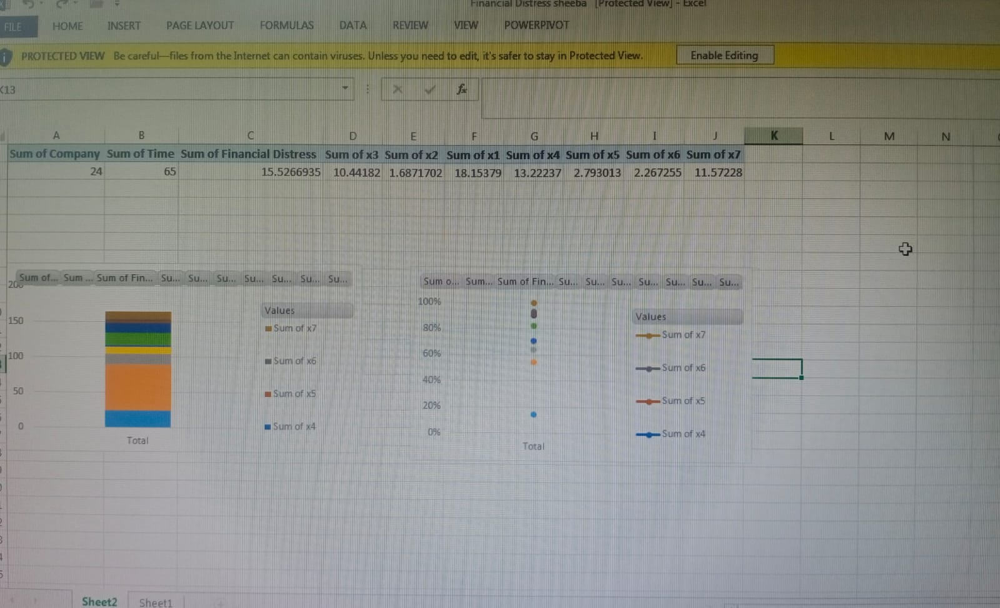 Financial Distress sheeba [Protected View] - Excel
FILE HOME INSERT PAGE LAYOUT FORMULAS DATA REVIEW VIEW POWERPIVOT
PROTECTED VIEW Be careful—files from the Internet can contain viruses. Unless you need to edit, it's safer to stay in Protected View. Enable Editing
K13 fx
A B C D E F G H I J K L M N
Sum of Company Sum of Time Sum of Financial Distress Sum of x3 Sum of x2 Sum of x1 Sum of x4 Sum of x5 Sum of x6 Sum of x7
24 65 15.5266935 10.44182 1.6871702 18.15379 13.22237 2.793013 2.267255 11.57228
Sum of... Sum ... Sum of Fin... Su... Su... Su... Su... Su... Su... Su...
200
150
100
50
0
Total
Values
Sum of x7
Sum of x6
Sum of x5
Sum of x4
Sum o... Sum... Sum of Fin... Su... Su... Su... Su... Su... Su... Su...
100%
80%
60%
40%
20%
0%
Total
Values
Sum of x7
Sum of x6
Sum of x5
Sum of x4
Sheet2 Sheet1